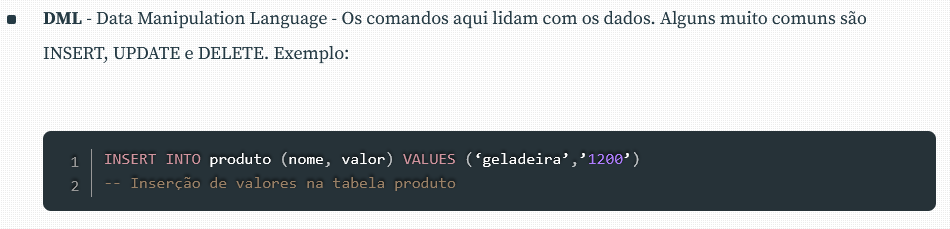 DML - Data Manipulation Language - Os comandos aqui lidam com os dados. Alguns muito comuns são
INSERT, UPDATE e DELETE. Exemplo:
1 INSERT INTO produto (nome, valor) VALUES (‘geladeira’,’1200’)
2 -- Inserção de valores na tabela produto